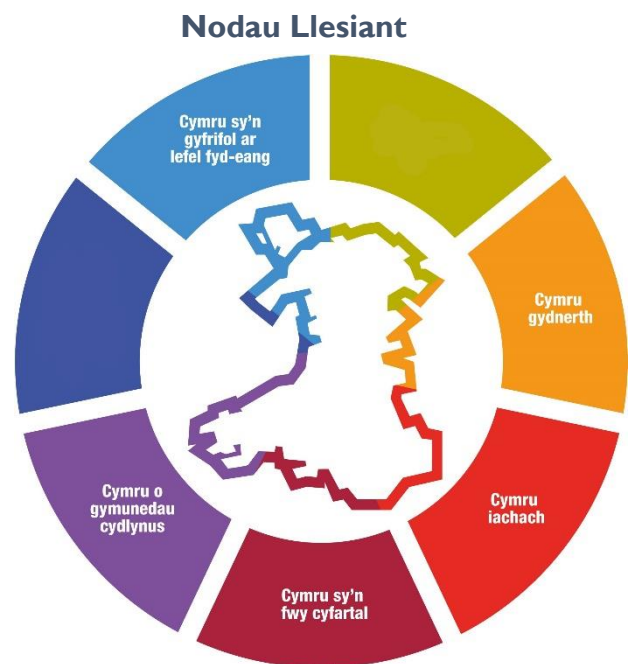 Nodau Llesiant
Cymru sy’n
gyfrifol ar
lefel fyd-eang
Cymru
gydnerth
Cymru
iachach
Cymru sy’n
fwy cyfartal
Cymru o
gymunedau
cydlynus